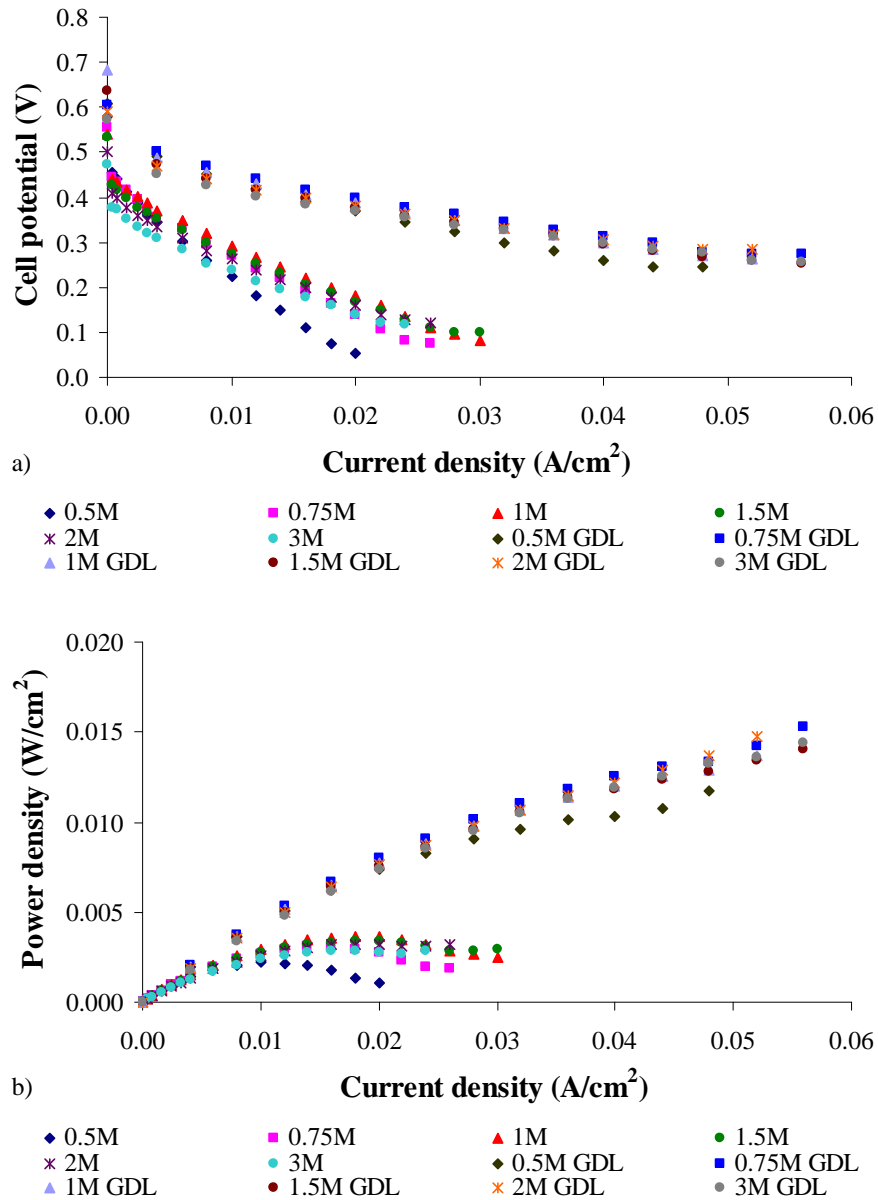 0.8
0.7
0.6
0.5
0.4
0.3
0.2
0.1
0.0
Cell potential (V)
0.00 0.01 0.02 0.03 0.04 0.05 0.06
a) Current density (A/cm²)
0.5M 0.75M 1M 1.5M
2M 3M 0.5M GDL 0.75M GDL
1M GDL 1.5M GDL 2M GDL 3M GDL
0.020
0.015
0.010
0.005
0.000
Power density (W/cm²)
0.00 0.01 0.02 0.03 0.04 0.05 0.06
b) Current density (A/cm²)
0.5M 0.75M 1M 1.5M
2M 3M 0.5M GDL 0.75M GDL
1M GDL 1.5M GDL 2M GDL 3M GDL